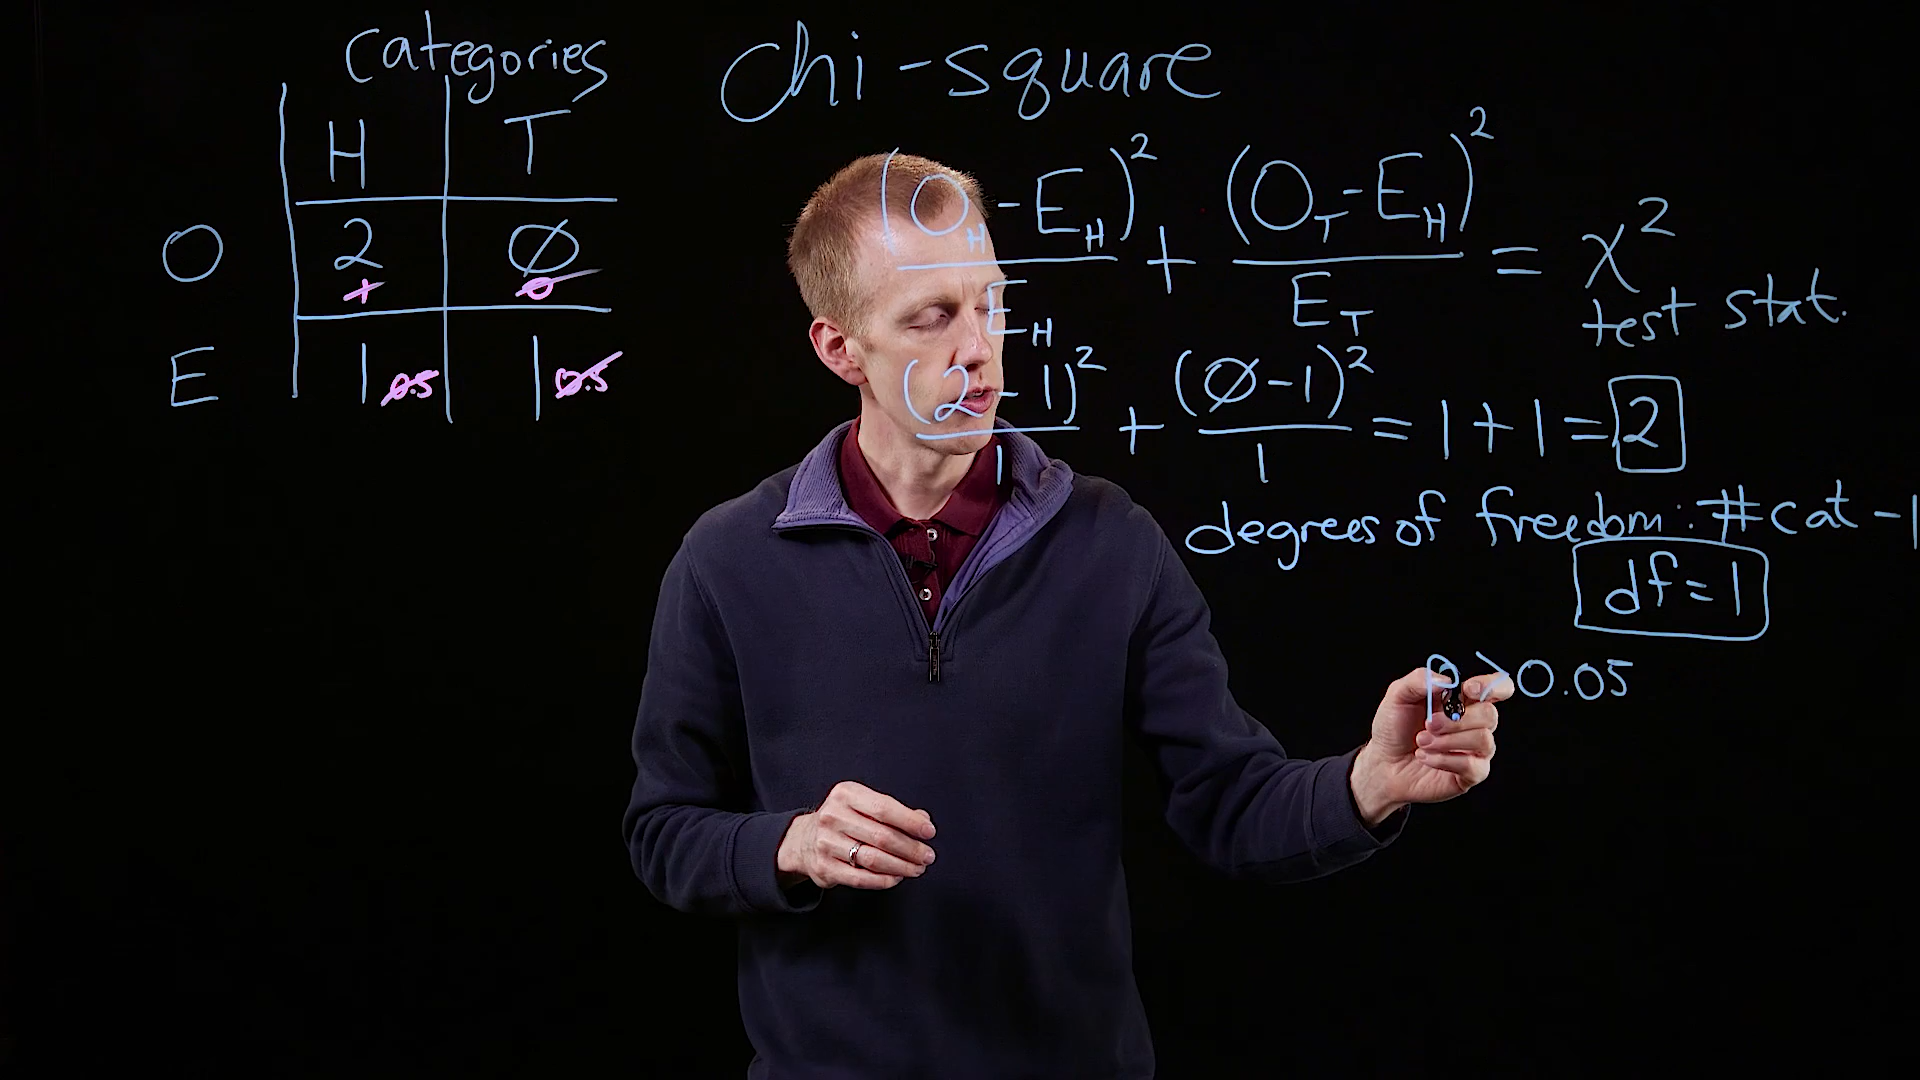 categories
chi-square
H T
O 2 Ø
+ 0
E 1 0.5 1 0.5
(O_H - E_H)² / E_H + (O_T - E_H)² / E_T = χ²
test stat.
(2 - 1)² / 1 + (Ø - 1)² / 1 = 1 + 1 = 2
degrees of freedom: #cat - 1
df = 1
p > 0.05